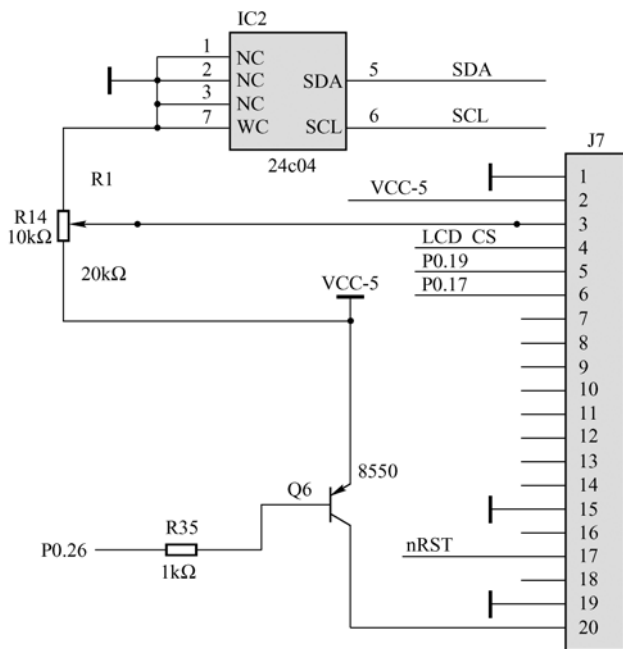 IC2
1 NC
2 NC SDA 5 SDA
3 NC
7 WC SCL 6 SCL
24c04
J7
1
VCC-5 2
R1
R14
10kΩ
3
LCD CS 4
P0.19 5
P0.17 6
20kΩ
VCC-5
7
8
9
10
11
12
13
14
8550
Q6
15
R35
16
P0.26
nRST 17
1kΩ
18
19
20